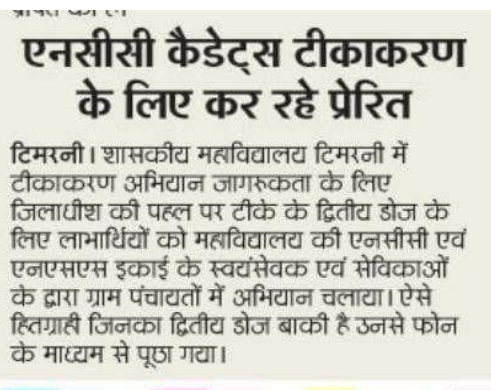 एनसीसी कैडेट्स टीकाकरण
के लिए कर रहे प्रेरित
टिमरनी। शासकीय महाविद्यालय टिमरनी में
टीकाकरण अभियान जागरुकता के लिए
जिलाधीश की पहल पर टीके के द्वितीय डोज के
लिए लाभार्थियों को महाविद्यालय की एनसीसी एवं
एनएसएस इकाई के स्वयंसेवक एवं सेविकाओं
के द्वारा ग्राम पंचायतों में अभियान चलाया। ऐसे
हितग्राही जिनका द्वितीय डोज बाकी है उनसे फोन
के माध्यम से पूछा गया।